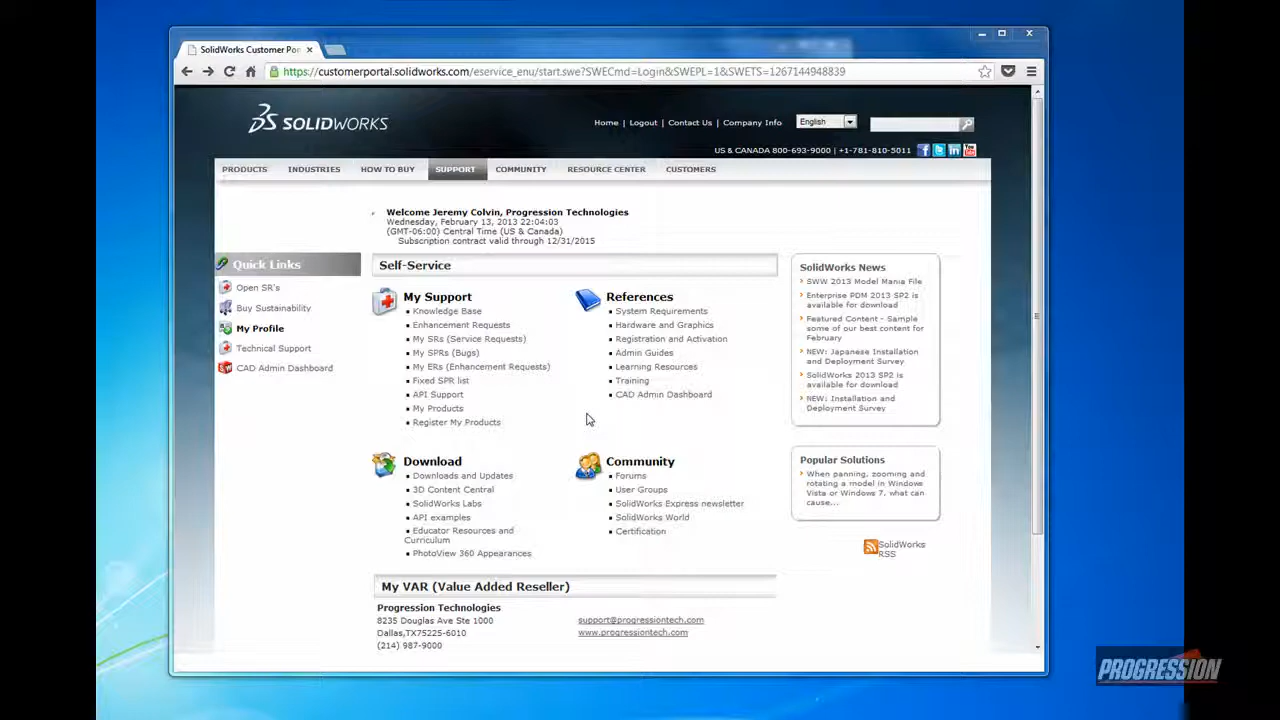 SolidWorks Customer Por
https://customerportal.solidworks.com/eservice_enu/start.swe?SWECmd=Login&SWEPL=1&SWETS=1267144948839
SOLIDWORKS
Home | Logout | Contact Us | Company Info
English
US & CANADA 800-693-9000 | +1-781-810-5011
PRODUCTS INDUSTRIES HOW TO BUY SUPPORT COMMUNITY RESOURCE CENTER CUSTOMERS
Welcome Jeremy Colvin, Progression Technologies
Wednesday, February 13, 2013 22:04:03
(GMT-06:00) Central Time (US & Canada)
Subscription contract valid through 12/31/2015
Quick Links
Open SR's
Buy Sustainability
My Profile
Technical Support
CAD Admin Dashboard
Self-Service
My Support
Knowledge Base
Enhancement Requests
My SRs (Service Requests)
My SPRs (Bugs)
My ERs (Enhancement Requests)
Fixed SPR list
API Support
My Products
Register My Products
References
System Requirements
Hardware and Graphics
Registration and Activation
Admin Guides
Learning Resources
Training
CAD Admin Dashboard
Download
Downloads and Updates
3D Content Central
SolidWorks Labs
API examples
Educator Resources and
Curriculum
PhotoView 360 Appearances
Community
Forums
User Groups
SolidWorks Express newsletter
SolidWorks World
Certification
My VAR (Value Added Reseller)
Progression Technologies
8235 Douglas Ave Ste 1000
Dallas,TX75225-6010
(214) 987-9000
support@progressiontech.com
www.progressiontech.com
SolidWorks News
SWW 2013 Model Mania File
Enterprise PDM 2013 SP2 is
available for download
Featured Content - Sample
some of our best content for
February
NEW: Japanese Installation
and Deployment Survey
SolidWorks 2013 SP2 is
available for download
NEW: Installation and
Deployment Survey
Popular Solutions
When panning, zooming and
rotating a model in Windows
Vista or Windows 7, what can
cause...
SolidWorks
RSS
PROGRESSION